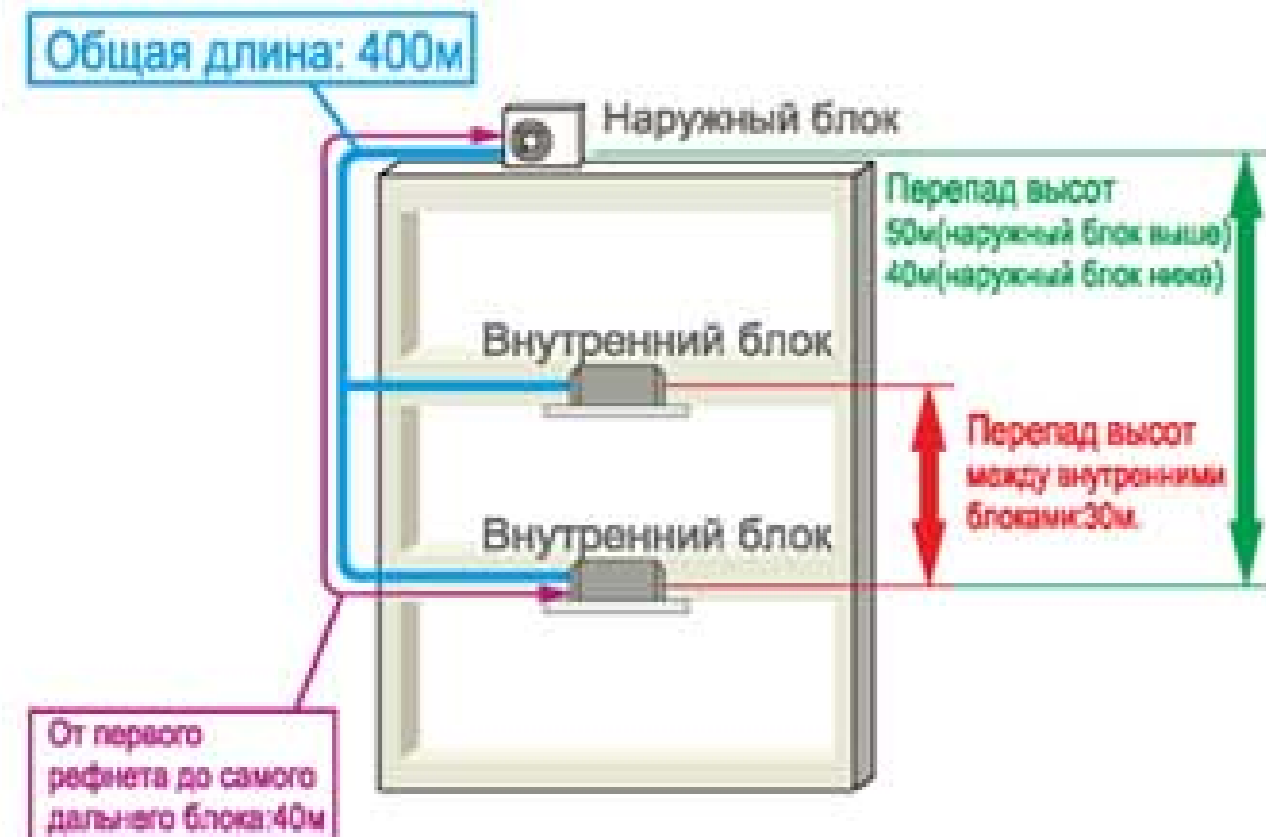 Общая длина: 400м
Наружный блок
Перепад высот
50м(наружный блок выше)
40м(наружный блок ниже)
Внутренний блок
Перепад высот
между внутренними
блоками:30м.
Внутренний блок
От первого
рефнета до самого
дальнего блока:40м